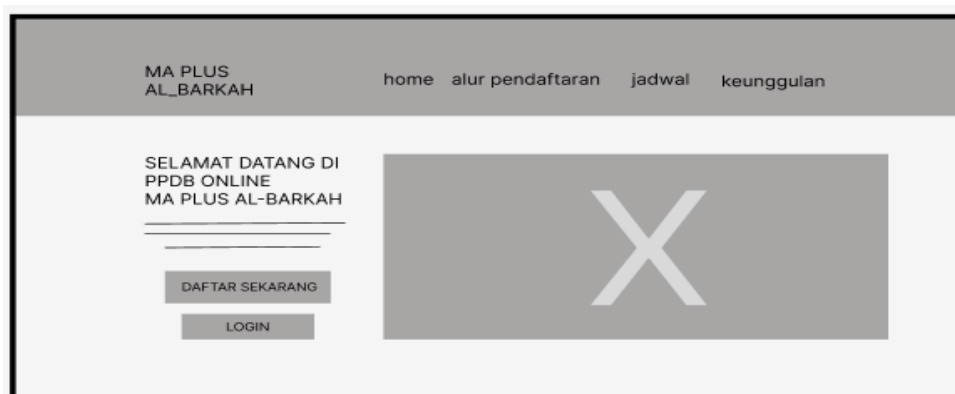 MA PLUS
AL_BARKAH
home alur pendaftaran jadwal keunggulan
SELAMAT DATANG DI
PPDB ONLINE
MA PLUS AL-BARKAH
DAFTAR SEKARANG
LOGIN
X